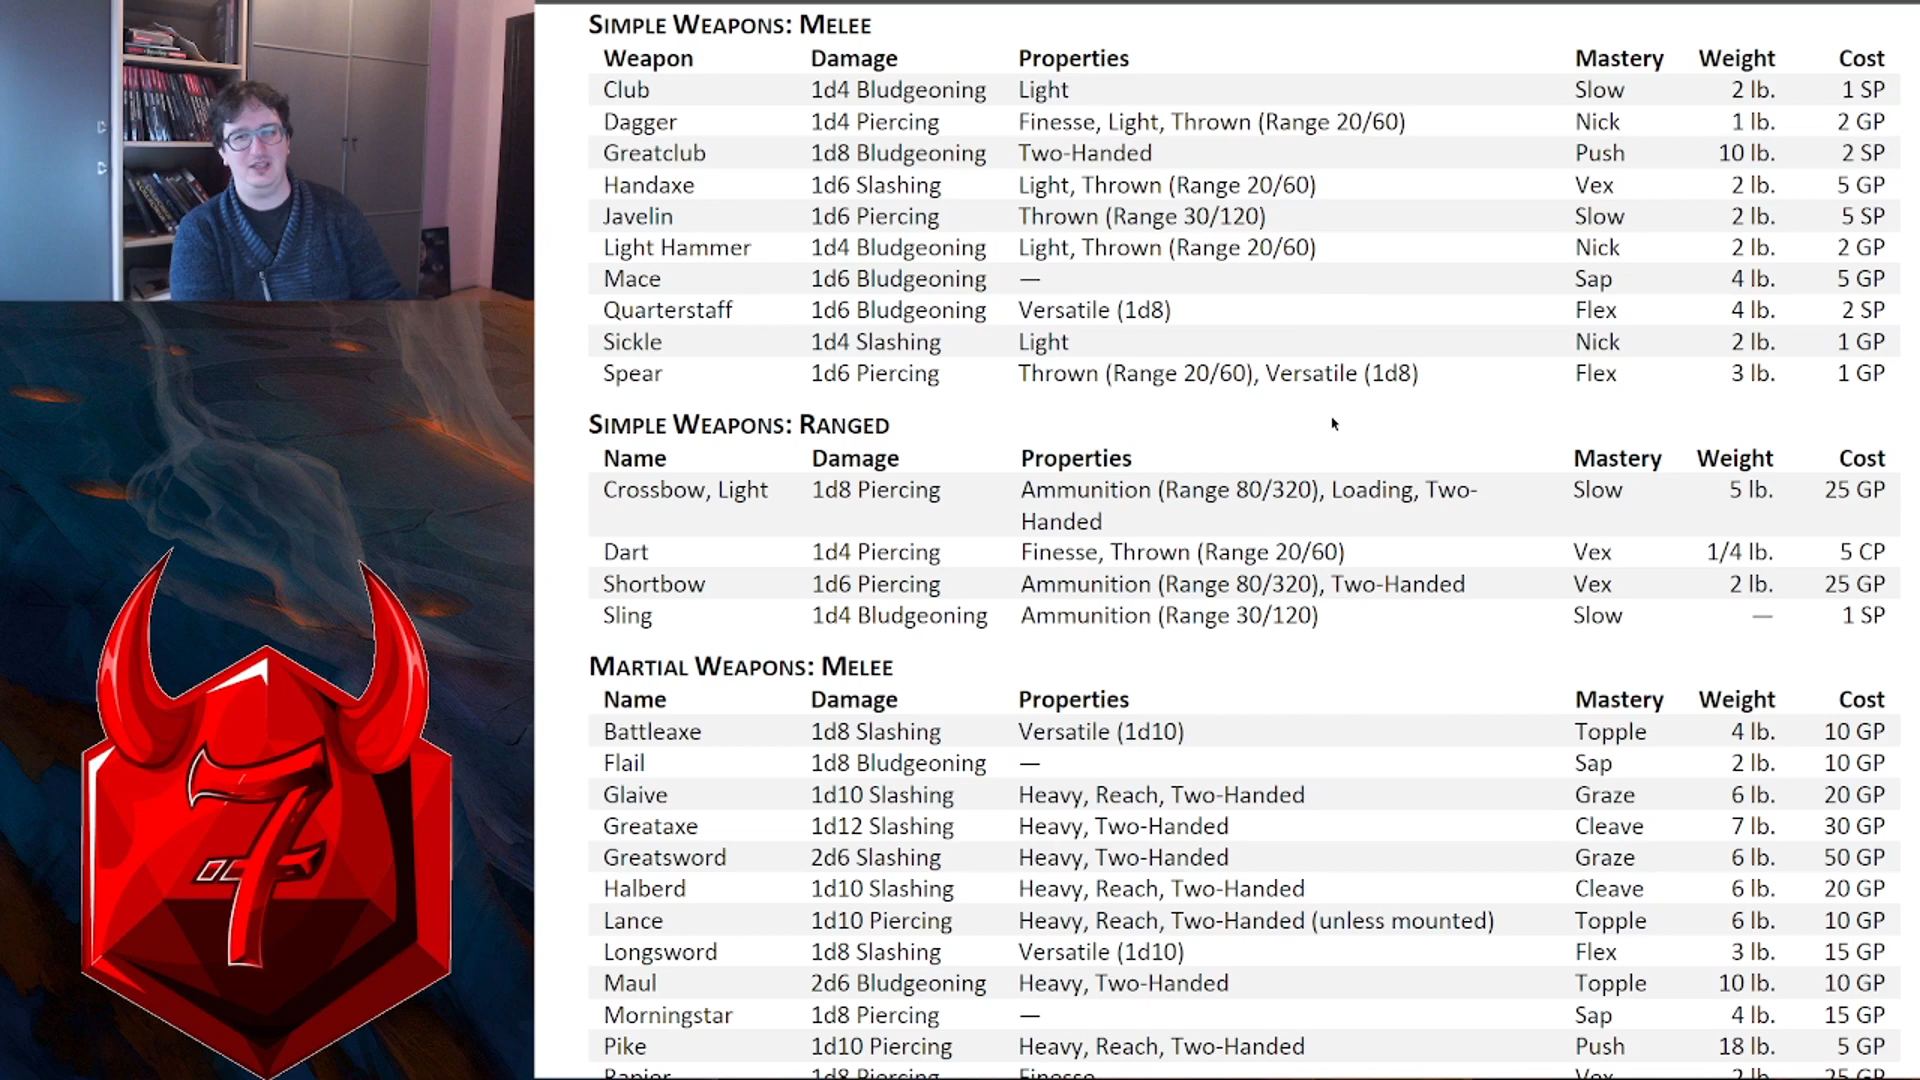 SIMPLE WEAPONS: MELEE
Weapon Damage Properties Mastery Weight Cost
Club 1d4 Bludgeoning Light Slow 2 lb. 1 SP
Dagger 1d4 Piercing Finesse, Light, Thrown (Range 20/60) Nick 1 lb. 2 GP
Greatclub 1d8 Bludgeoning Two-Handed Push 10 lb. 2 SP
Handaxe 1d6 Slashing Light, Thrown (Range 20/60) Vex 2 lb. 5 GP
Javelin 1d6 Piercing Thrown (Range 30/120) Slow 2 lb. 5 SP
Light Hammer 1d4 Bludgeoning Light, Thrown (Range 20/60) Nick 2 lb. 2 GP
Mace 1d6 Bludgeoning — Sap 4 lb. 5 GP
Quarterstaff 1d6 Bludgeoning Versatile (1d8) Flex 4 lb. 2 SP
Sickle 1d4 Slashing Light Nick 2 lb. 1 GP
Spear 1d6 Piercing Thrown (Range 20/60), Versatile (1d8) Flex 3 lb. 1 GP
SIMPLE WEAPONS: RANGED
Name Damage Properties Mastery Weight Cost
Crossbow, Light 1d8 Piercing Ammunition (Range 80/320), Loading, Two- Slow 5 lb. 25 GP
Handed
Dart 1d4 Piercing Finesse, Thrown (Range 20/60) Vex 1/4 lb. 5 CP
Shortbow 1d6 Piercing Ammunition (Range 80/320), Two-Handed Vex 2 lb. 25 GP
Sling 1d4 Bludgeoning Ammunition (Range 30/120) Slow — 1 SP
MARTIAL WEAPONS: MELEE
Name Damage Properties Mastery Weight Cost
Battleaxe 1d8 Slashing Versatile (1d10) Topple 4 lb. 10 GP
Flail 1d8 Bludgeoning — Sap 2 lb. 10 GP
Glaive 1d10 Slashing Heavy, Reach, Two-Handed Graze 6 lb. 20 GP
Greataxe 1d12 Slashing Heavy, Two-Handed Cleave 7 lb. 30 GP
Greatsword 2d6 Slashing Heavy, Two-Handed Graze 6 lb. 50 GP
Halberd 1d10 Slashing Heavy, Reach, Two-Handed Cleave 6 lb. 20 GP
Lance 1d10 Piercing Heavy, Reach, Two-Handed (unless mounted) Topple 6 lb. 10 GP
Longsword 1d8 Slashing Versatile (1d10) Flex 3 lb. 15 GP
Maul 2d6 Bludgeoning Heavy, Two-Handed Topple 10 lb. 10 GP
Morningstar 1d8 Piercing — Sap 4 lb. 15 GP
Pike 1d10 Piercing Heavy, Reach, Two-Handed Push 18 lb. 5 GP
Rapier 1d8 Piercing Finesse Vex 2 lb. 25 GP
7